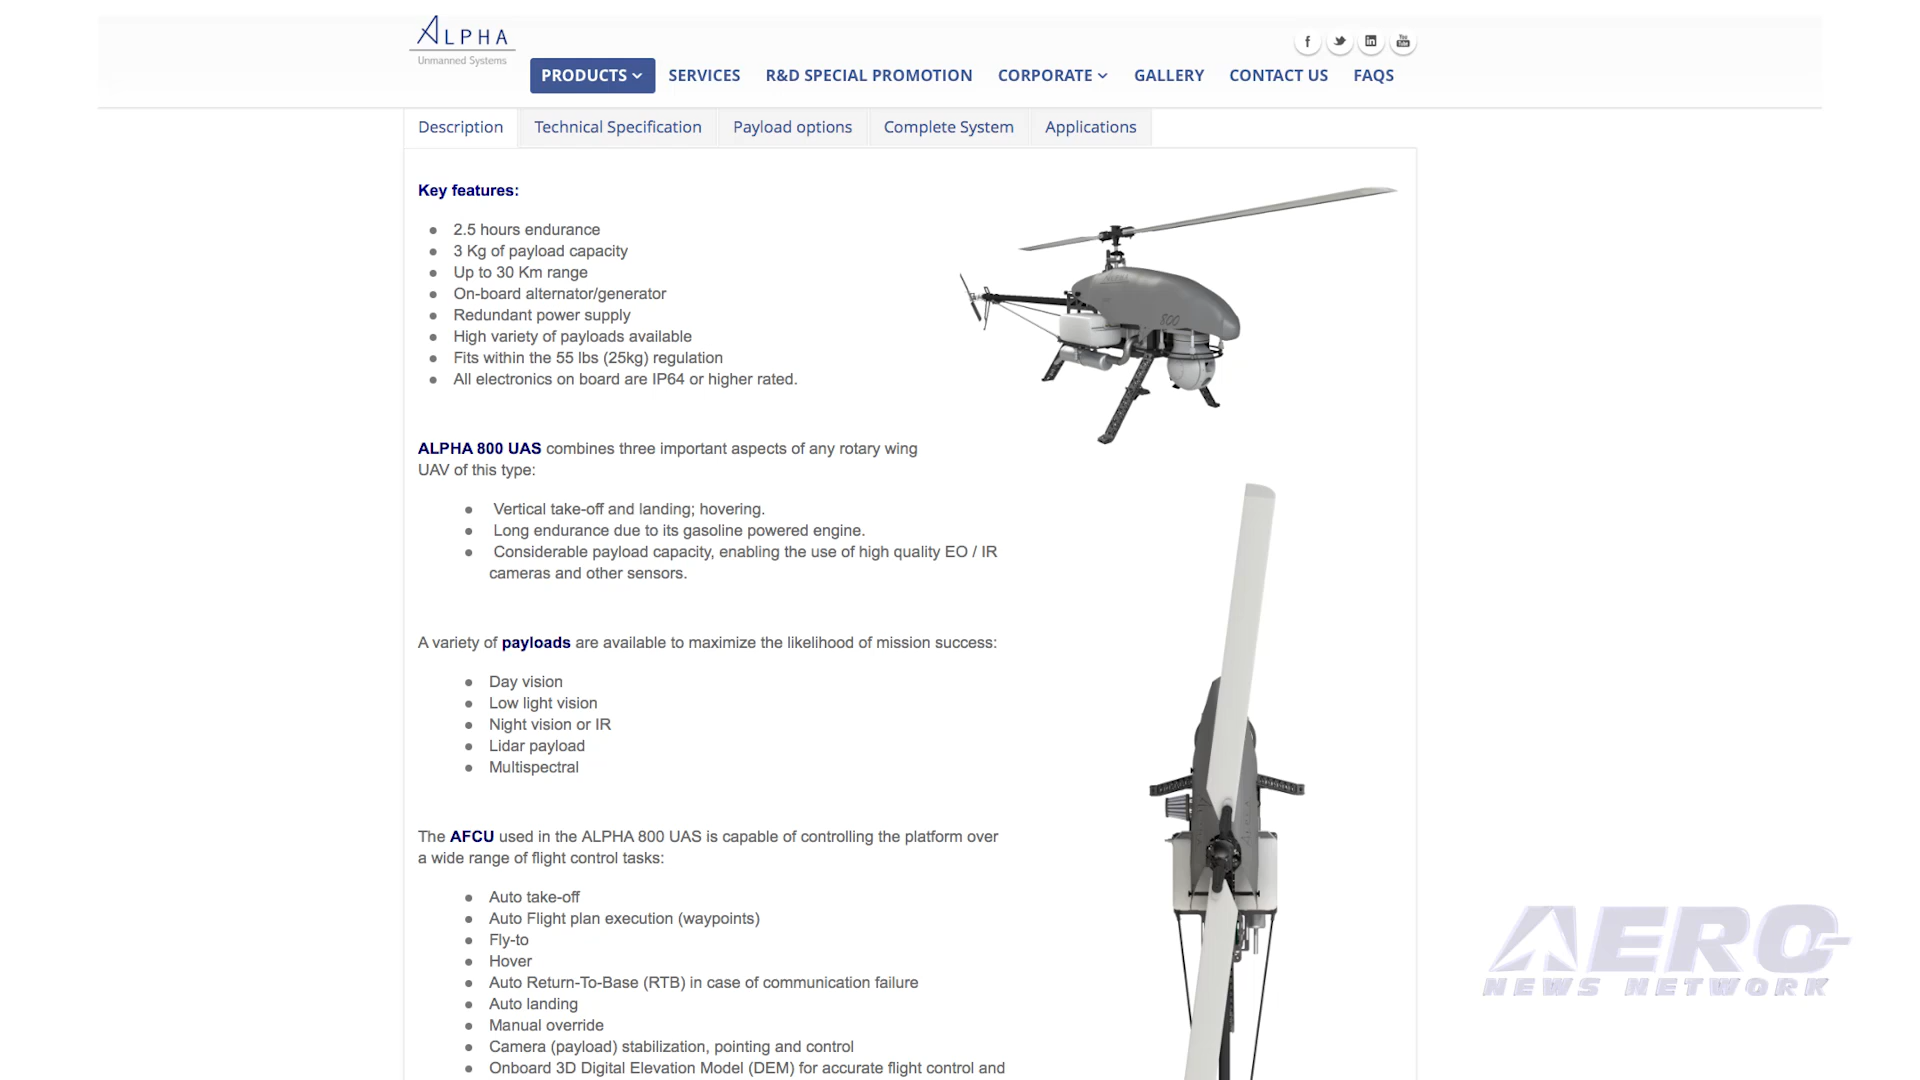 ALPHA
Unmanned Systems
PRODUCTS SERVICES R&D SPECIAL PROMOTION CORPORATE GALLERY CONTACT US FAQS
Description Technical Specification Payload options Complete System Applications
Key features:
2.5 hours endurance
3 Kg of payload capacity
Up to 30 Km range
On-board alternator/generator
Redundant power supply
High variety of payloads available
Fits within the 55 lbs (25kg) regulation
All electronics on board are IP64 or higher rated.
800
ALPHA 800 UAS combines three important aspects of any rotary wing
UAV of this type:
Vertical take-off and landing; hovering.
Long endurance due to its gasoline powered engine.
Considerable payload capacity, enabling the use of high quality EO / IR
cameras and other sensors.
A variety of payloads are available to maximize the likelihood of mission success:
Day vision
Low light vision
Night vision or IR
Lidar payload
Multispectral
The AFCU used in the ALPHA 800 UAS is capable of controlling the platform over
a wide range of flight control tasks:
Auto take-off
Auto Flight plan execution (waypoints)
Fly-to
Hover
Auto Return-To-Base (RTB) in case of communication failure
Auto landing
Manual override
Camera (payload) stabilization, pointing and control
Onboard 3D Digital Elevation Model (DEM) for accurate flight control and
AERO-
NEWS NETWORK